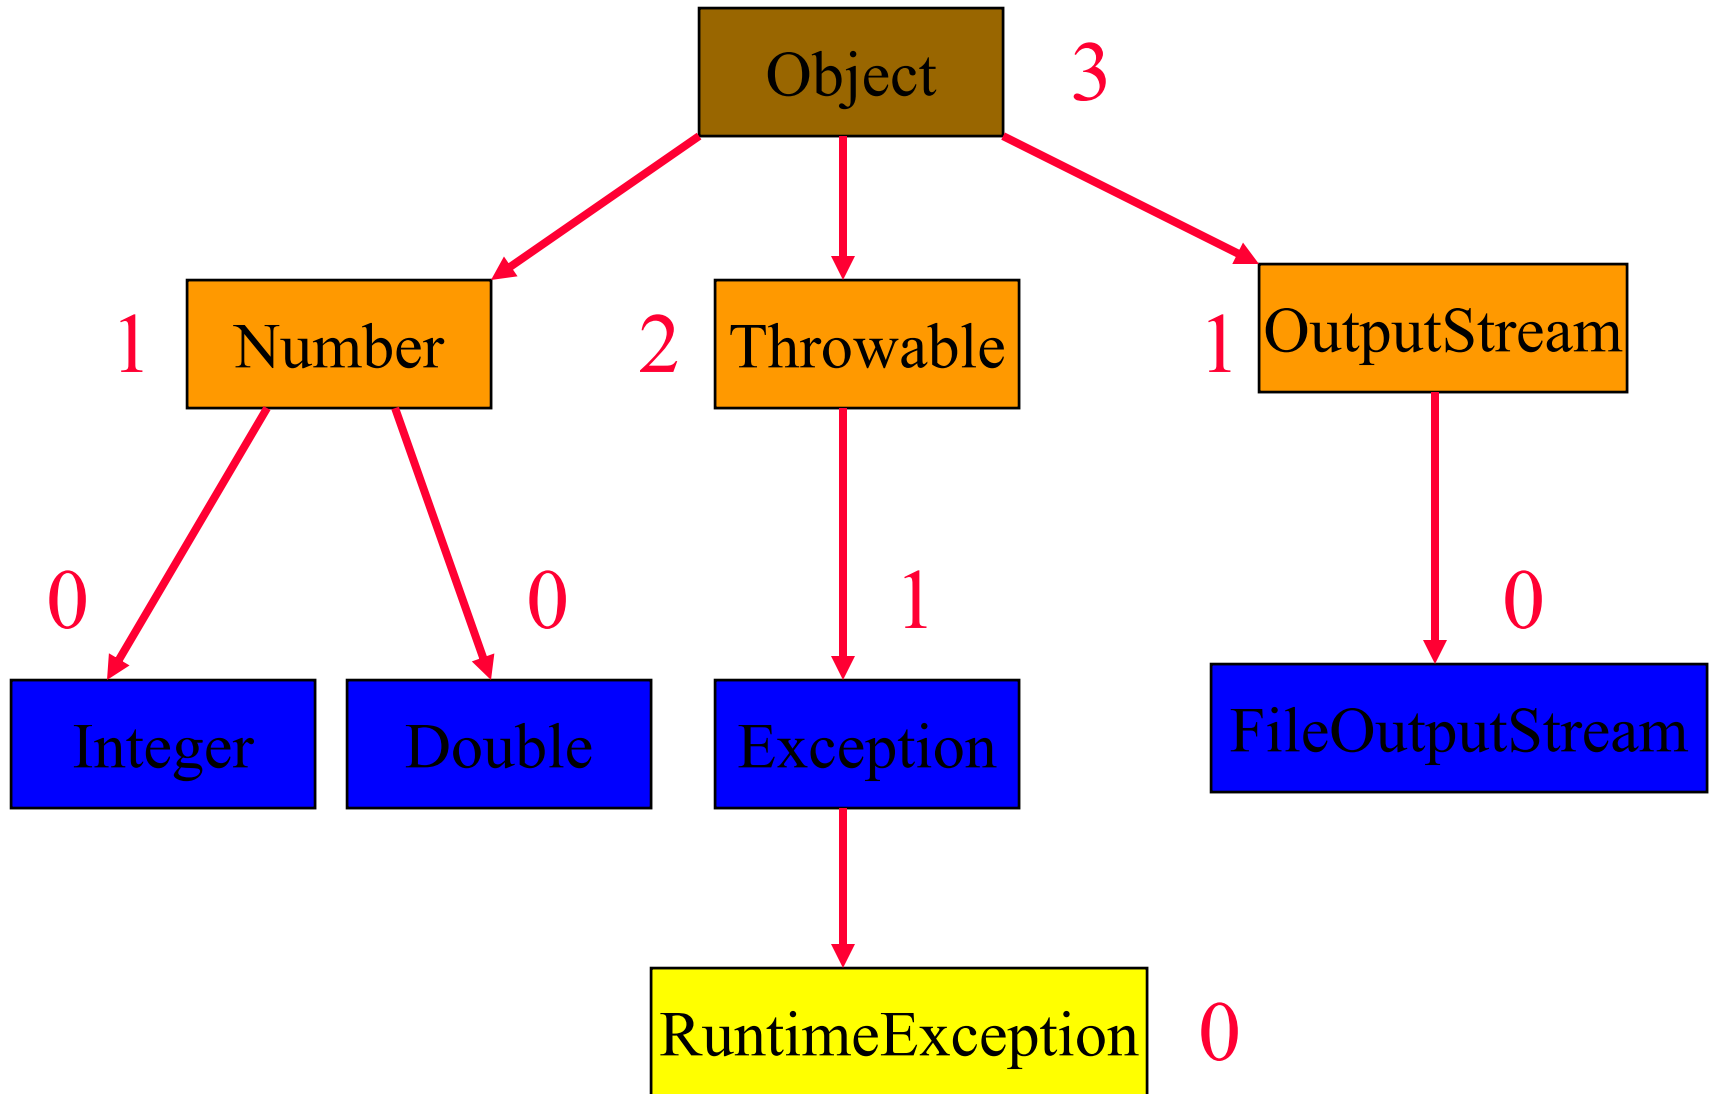 Object 3
1 Number 2 Throwable 1 OutputStream
0 0 1 0
Integer Double Exception FileOutputStream
RuntimeException 0